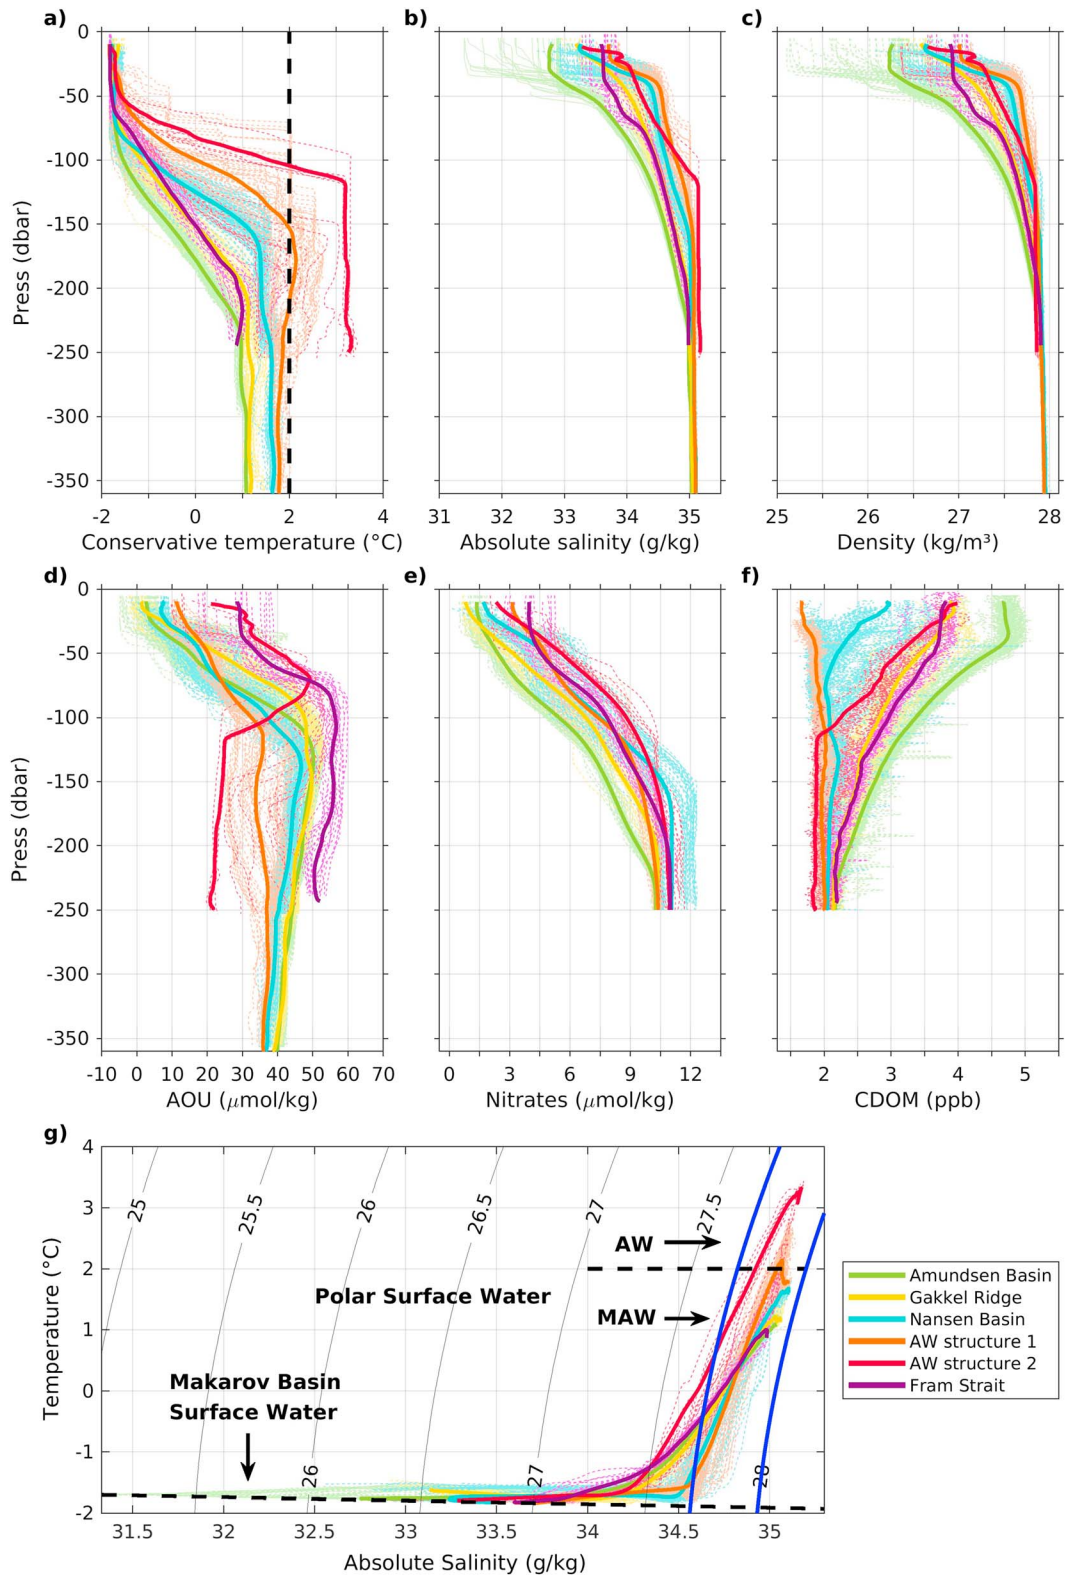 a)
b)
c)
0
-50
-100
-150
-200
-250
-300
-350
Press (dbar)
-2 0 2 4
31 32 33 34 35
25 26 27 28
Conservative temperature (°C)
Absolute salinity (g/kg)
Density (kg/m³)
d)
e)
f)
0
-50
-100
-150
-200
-250
-300
-350
Press (dbar)
-10 0 10 20 30 40 50 60 70
0 3 6 9 12
2 3 4 5
AOU (μmol/kg)
Nitrates (μmol/kg)
CDOM (ppb)
g)
4
3
2
1
0
-1
-2
Temperature (°C)
25
25.5
26
26.5
27
27.5
AW
Polar Surface Water
MAW
Makarov Basin
Surface Water
26
27
28
31.5 32 32.5 33 33.5 34 34.5 35
Absolute Salinity (g/kg)
Amundsen Basin
Gakkel Ridge
Nansen Basin
AW structure 1
AW structure 2
Fram Strait